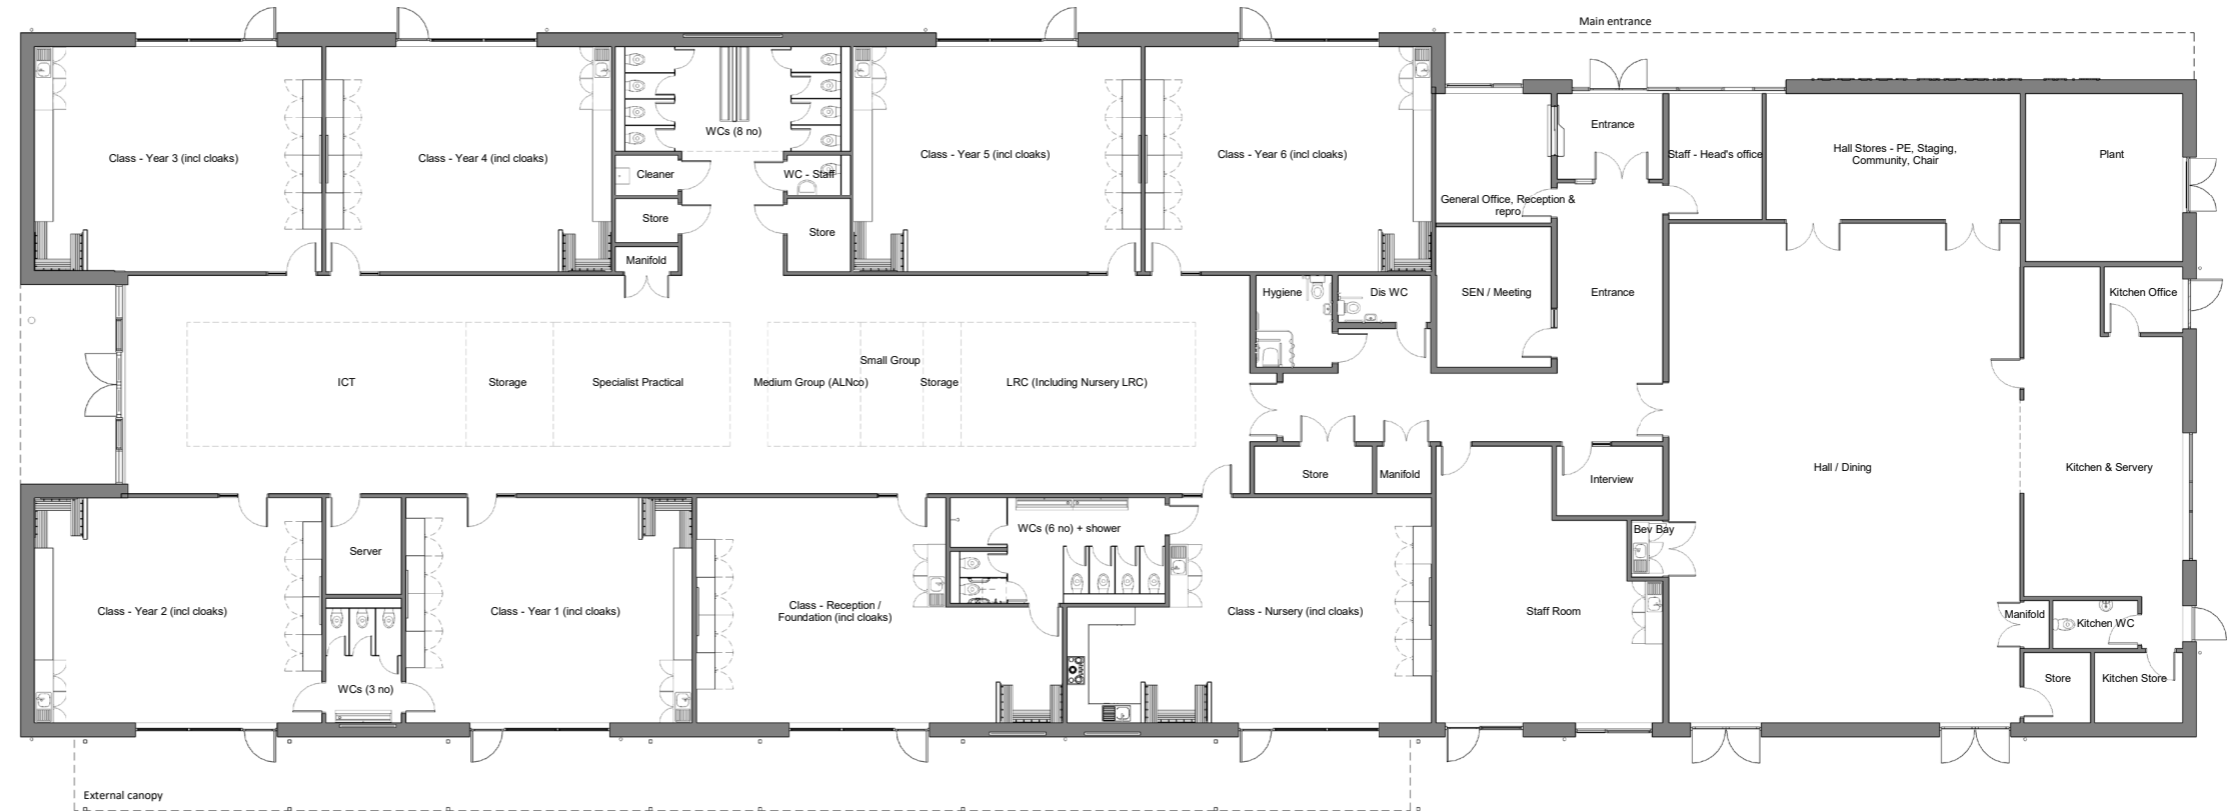 Main entrance
Class - Year 3 (incl cloaks)
Class - Year 4 (incl cloaks)
WCs (8 no)
Cleaner
WC - Staff
Store
Store
Manifold
Class - Year 5 (incl cloaks)
Class - Year 6 (incl cloaks)
General Office, Reception &
repro
Entrance
Staff - Head's office
Hall Stores - PE, Staging,
Community, Chair
Plant
Hygiene
Dis WC
SEN / Meeting
Entrance
Kitchen Office
ICT
Storage
Specialist Practical
Medium Group (ALNco)
Small Group
Storage
LRC (Including Nursery LRC)
Store
Manifold
Interview
Hall / Dining
Kitchen & Servery
Class - Year 2 (incl cloaks)
Server
WCs (3 no)
Class - Year 1 (incl cloaks)
Class - Reception /
Foundation (incl cloaks)
WCs (6 no) + shower
Class - Nursery (incl cloaks)
Staff Room
Bev Bay
Manifold
Kitchen WC
Store
Kitchen Store
External canopy